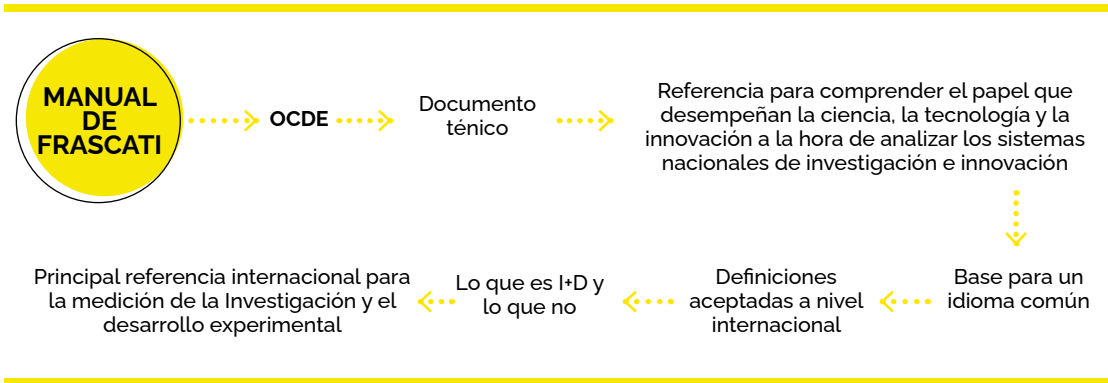 MANUAL
DE
FRASCATI
OCDE
Documento
ténico
Referencia para comprender el papel que
desempeñan la ciencia, la tecnología y la
innovación a la hora de analizar los sistemas
nacionales de investigación e innovación
Base para un
idioma común
Definiciones
aceptadas a nivel
internacional
Lo que es I+D y
lo que no
Principal referencia internacional para
la medición de la Investigación y el
desarrollo experimental